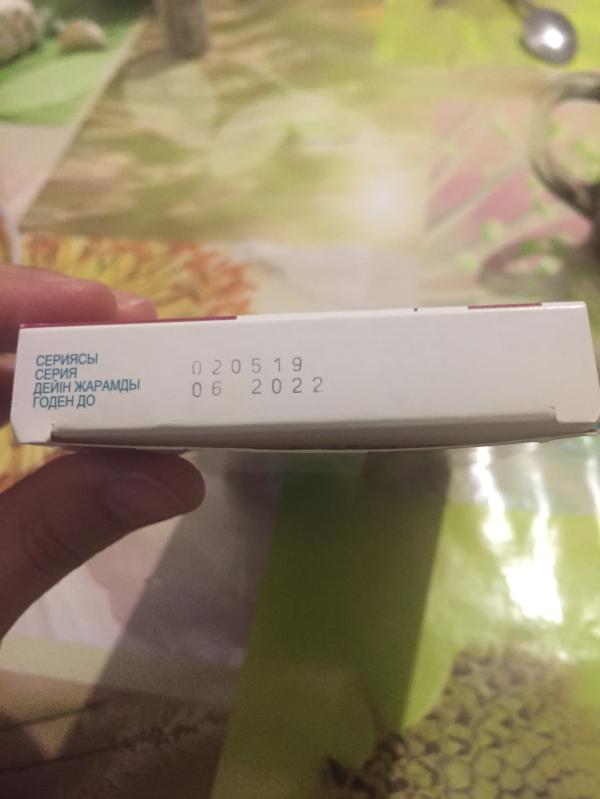 СЕРИЯСЫ
СЕРИЯ
ДЕЙІН ЖАРАМДЫ
ГОДЕН ДО
020519
06 2022